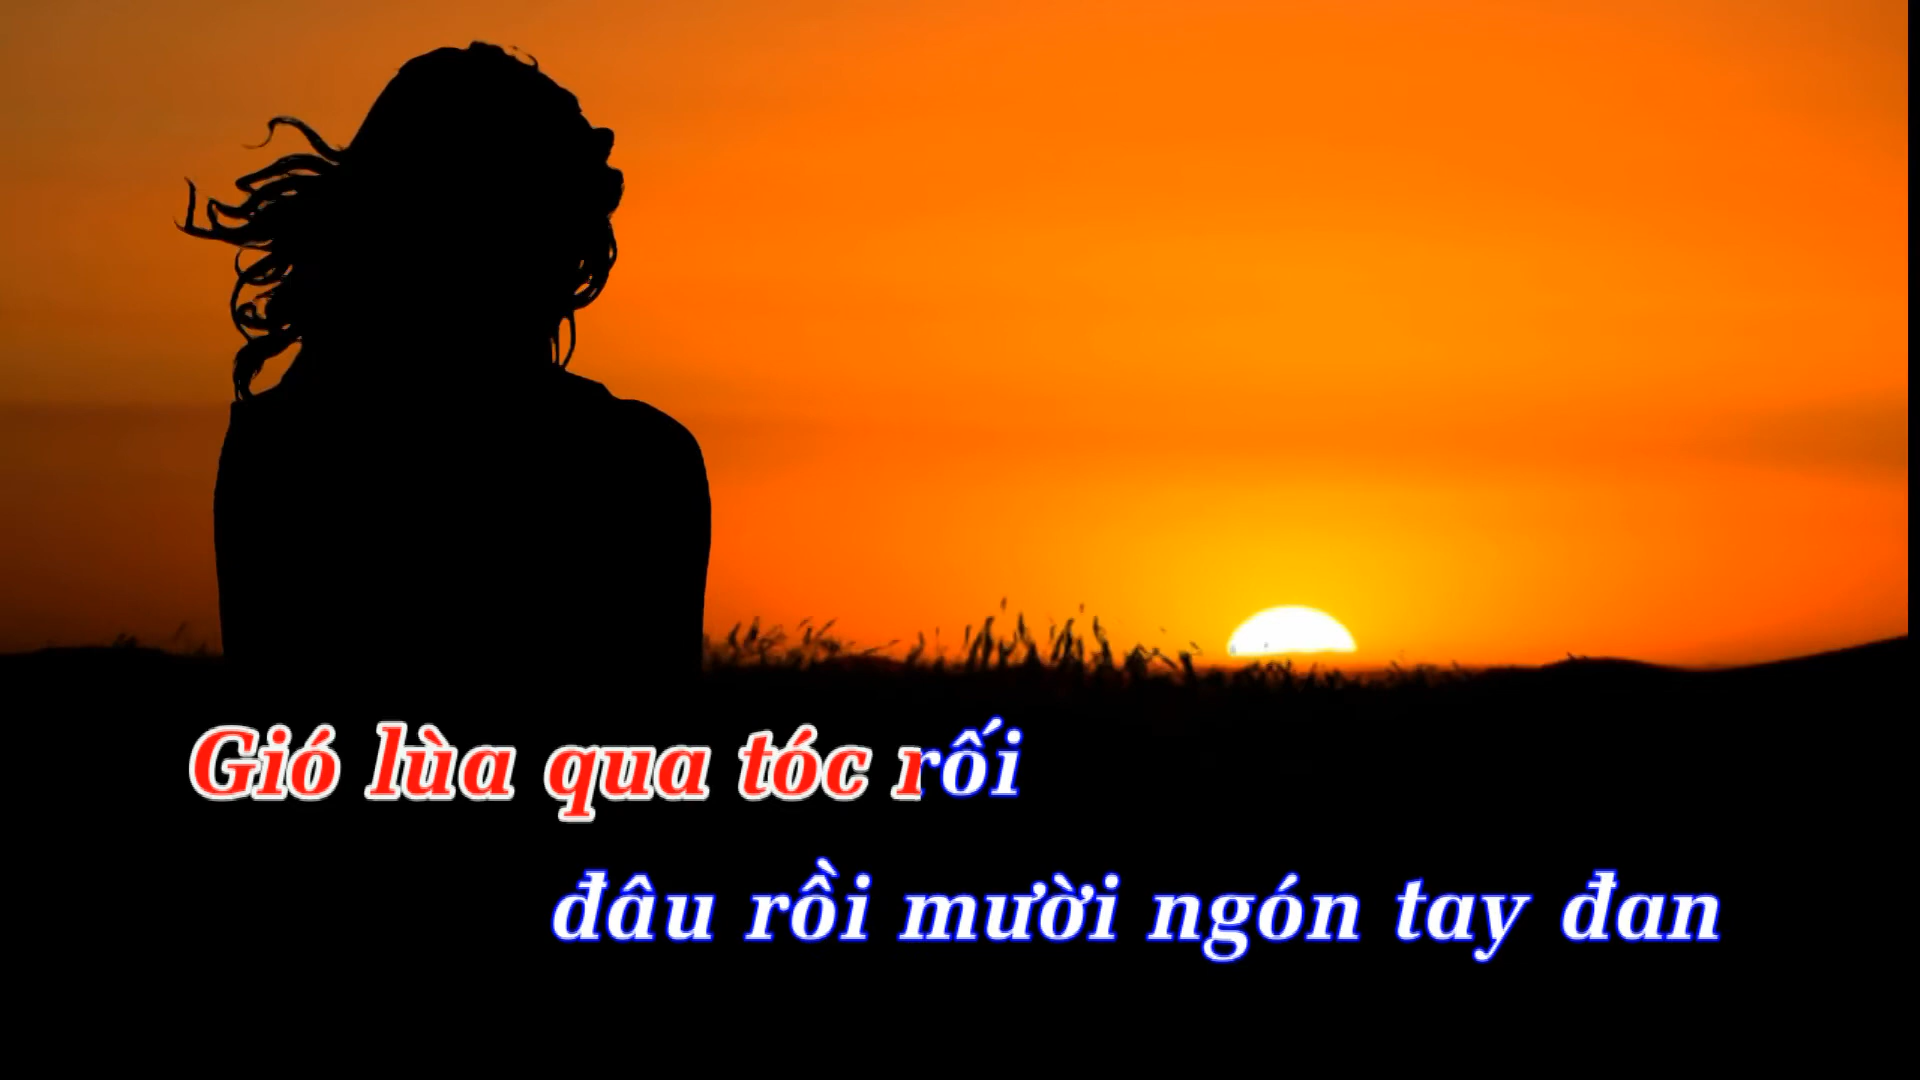 Gió lùa qua tóc rối
đâu rồi mười ngón tay đan